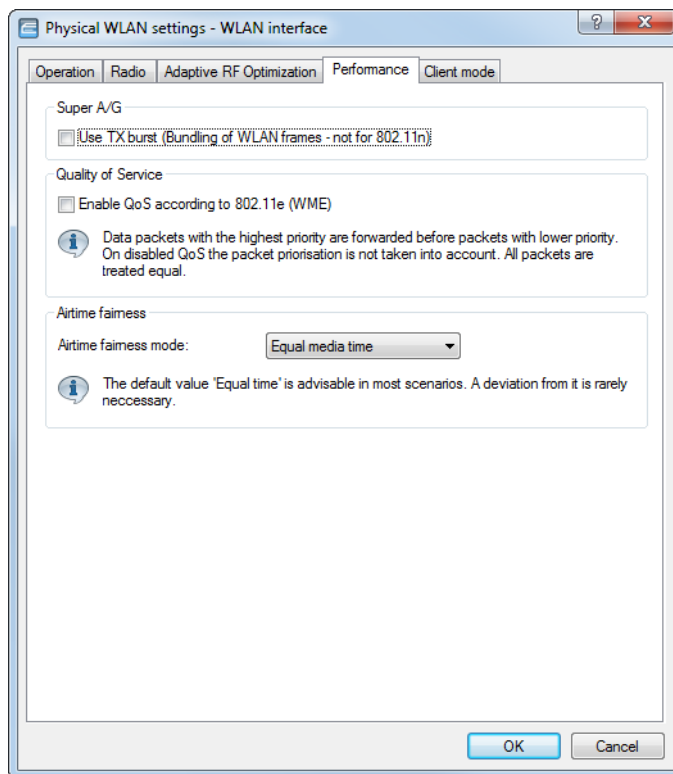 Physical WLAN settings - WLAN interface
?
X
Operation Radio Adaptive RF Optimization Performance Client mode
Super A/G
Use TX burst (Bundling of WLAN frames - not for 802.11n)
Quality of Service
Enable QoS according to 802.11e (WME)
Data packets with the highest priority are forwarded before packets with lower priority.
On disabled QoS the packet priorisation is not taken into account. All packets are
treated equal.
Airtime fairness
Airtime fairness mode: Equal media time
The default value 'Equal time' is advisable in most scenarios. A deviation from it is rarely
neccessary.
OK Cancel